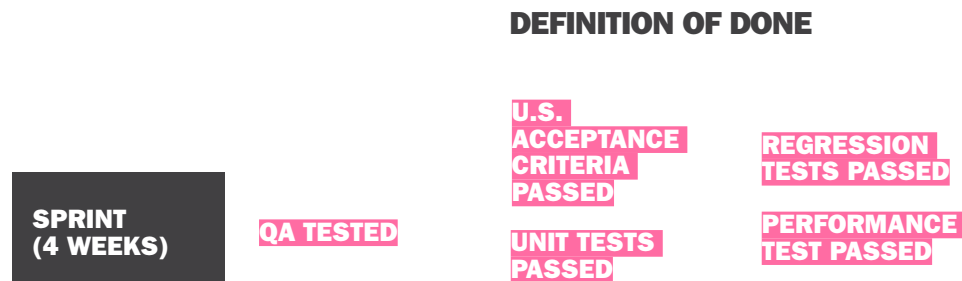 DEFINITION OF DONE
SPRINT
(4 WEEKS)
QA TESTED
U.S.
ACCEPTANCE
CRITERIA
PASSED
UNIT TESTS
PASSED
REGRESSION
TESTS PASSED
PERFORMANCE
TEST PASSED